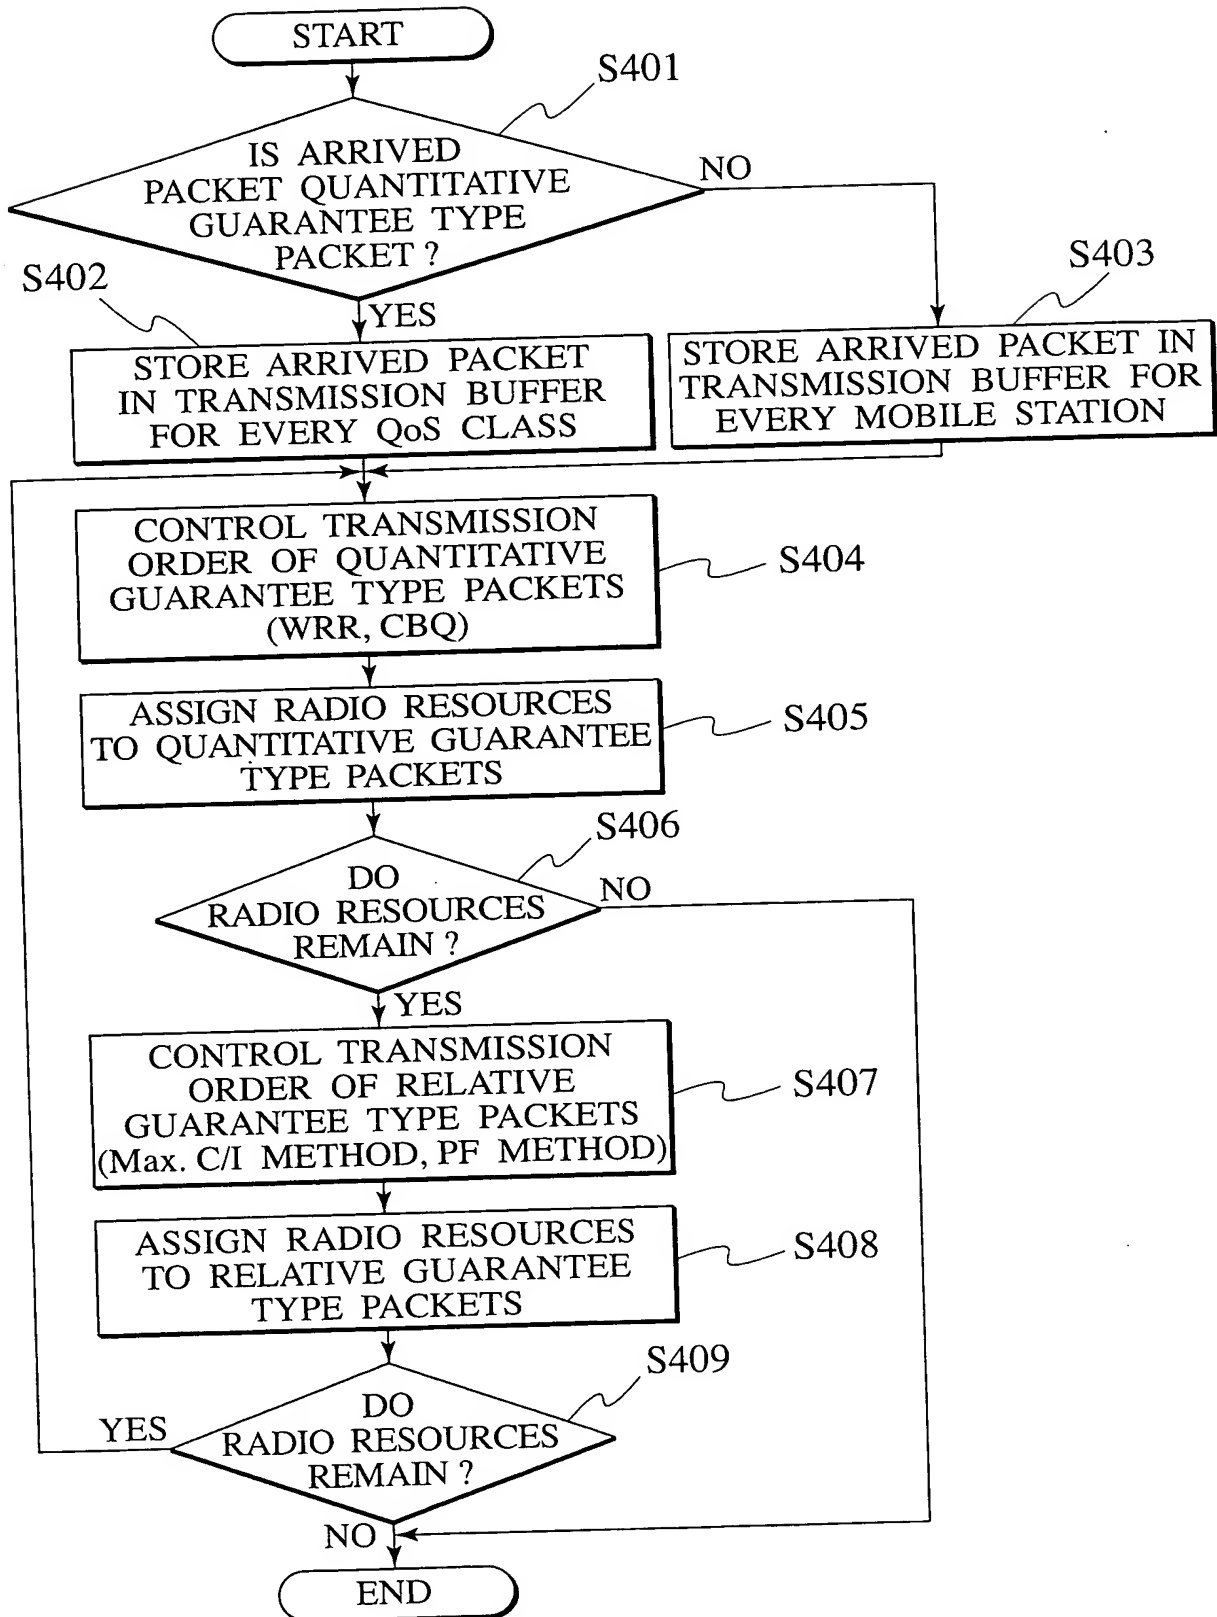 START
S401
IS ARRIVED
PACKET QUANTITATIVE
GUARANTEE TYPE
PACKET ?
NO
S402
YES
S403
STORE ARRIVED PACKET
IN TRANSMISSION BUFFER
FOR EVERY QoS CLASS
STORE ARRIVED PACKET IN
TRANSMISSION BUFFER FOR
EVERY MOBILE STATION
CONTROL TRANSMISSION
ORDER OF QUANTITATIVE
GUARANTEE TYPE PACKETS
(WRR, CBQ)
S404
ASSIGN RADIO RESOURCES
TO QUANTITATIVE GUARANTEE
TYPE PACKETS
S405
S406
DO
RADIO RESOURCES
REMAIN ?
NO
YES
CONTROL TRANSMISSION
ORDER OF RELATIVE
GUARANTEE TYPE PACKETS
(Max. C/I METHOD, PF METHOD)
S407
ASSIGN RADIO RESOURCES
TO RELATIVE GUARANTEE
TYPE PACKETS
S408
S409
DO
RADIO RESOURCES
REMAIN ?
YES
NO
END